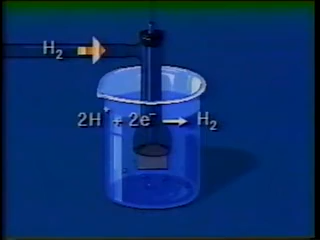 H₂
2H⁺ + 2e⁻ → H₂